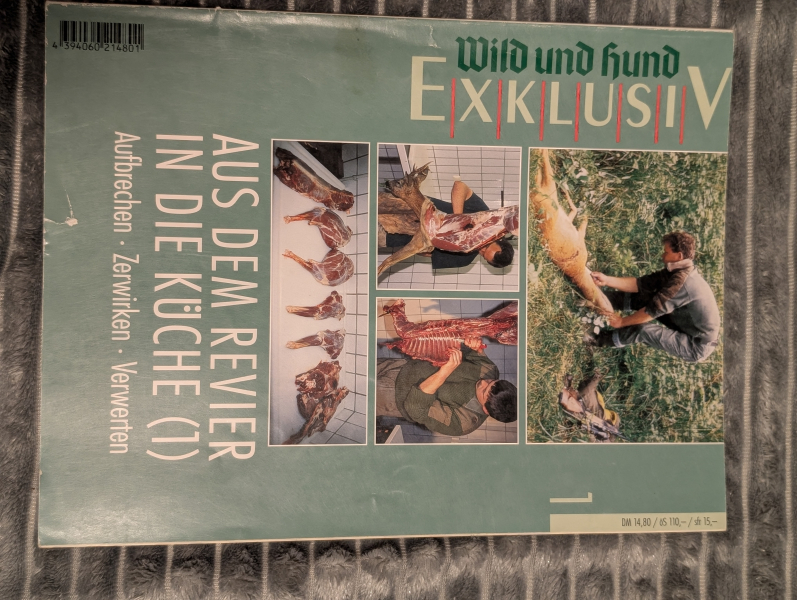 Wild und Hund
EXKLUSIV
1
DM 14,80 / öS 110,– / sfr 15,–
AUS DEM REVIER
IN DIE KÜCHE (1)
Aufbrechen · Zerwirken · Verwerten
4 394060 214801